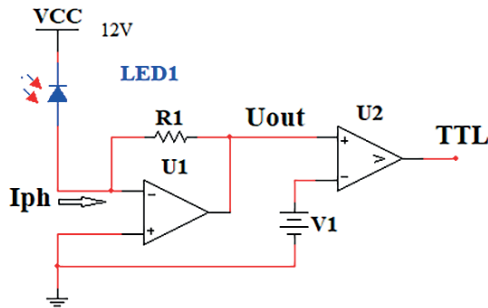 VCC 12V
LED1
R1 Uout U2 TTL
+
-
>
U1
Iph
-
+
V1